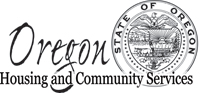 Oregon
STATE OF OREGON
Housing and Community Services